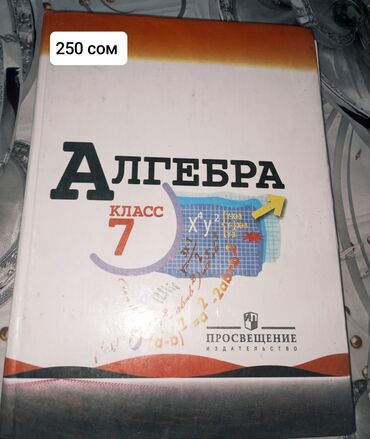 250 сом
АЛГЕБРА
КЛАСС
7
ПРОСВЕЩЕНИЕ
ИЗДАТЕЛЬСТВО